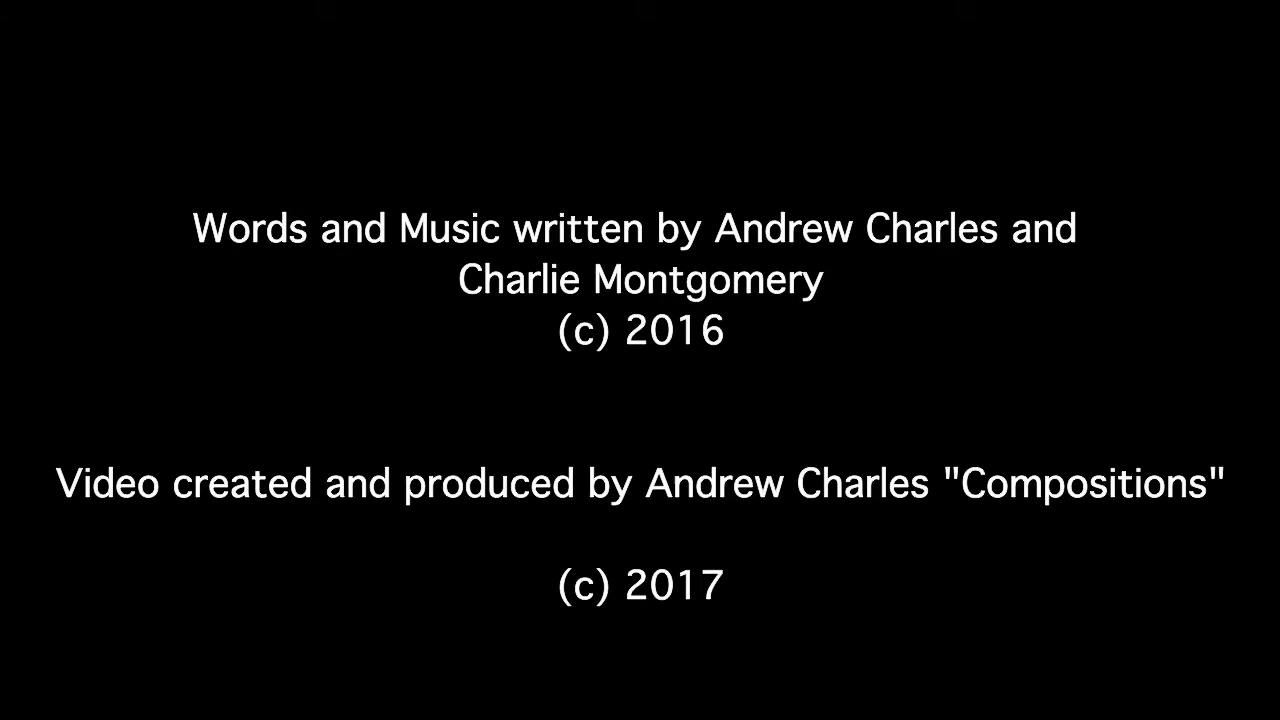 Words and Music written by Andrew Charles and
Charlie Montgomery
(c) 2016
Video created and produced by Andrew Charles "Compositions"
(c) 2017